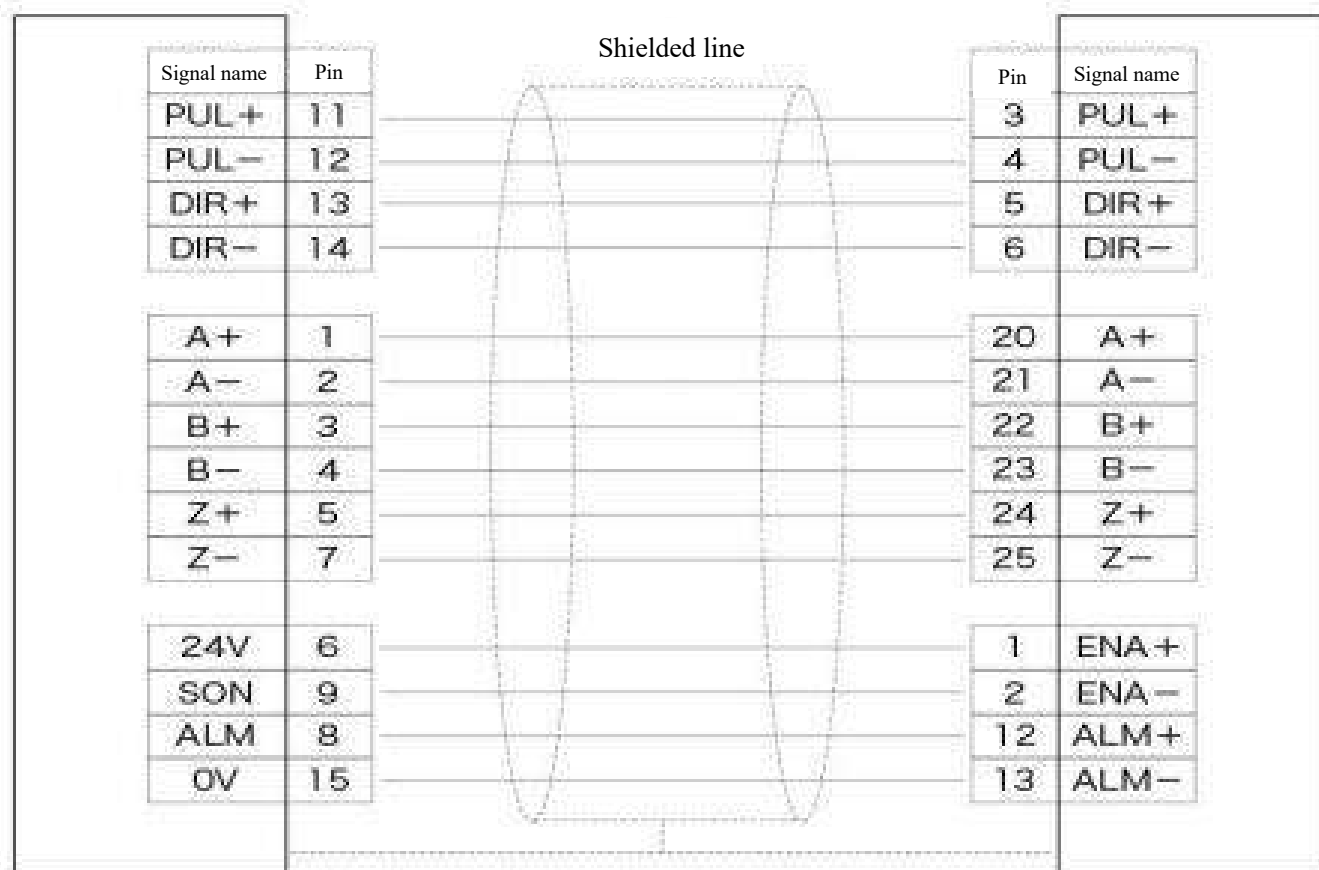 Shielded line
Signal name Pin Pin Signal name
PUL+ 11 3 PUL+
PUL− 12 4 PUL−
DIR+ 13 5 DIR+
DIR− 14 6 DIR−
A+ 1 20 A+
A− 2 21 A−
B+ 3 22 B+
B− 4 23 B−
Z+ 5 24 Z+
Z− 7 25 Z−
24V 6 1 ENA+
SON 9 2 ENA−
ALM 8 12 ALM+
0V 15 13 ALM−